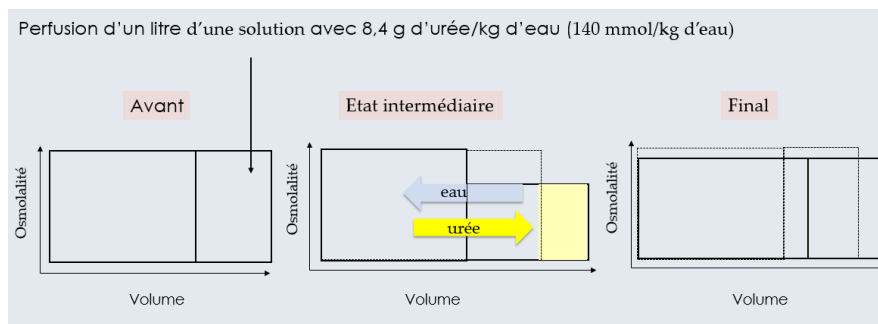 Perfusion d'un litre d'une solution avec 8,4 g d'urée/kg d'eau (140 mmol/kg d'eau)
Avant
Etat intermédiaire
Final
Osmolalité
Osmolalité
Osmolalité
eau
urée
Volume
Volume
Volume